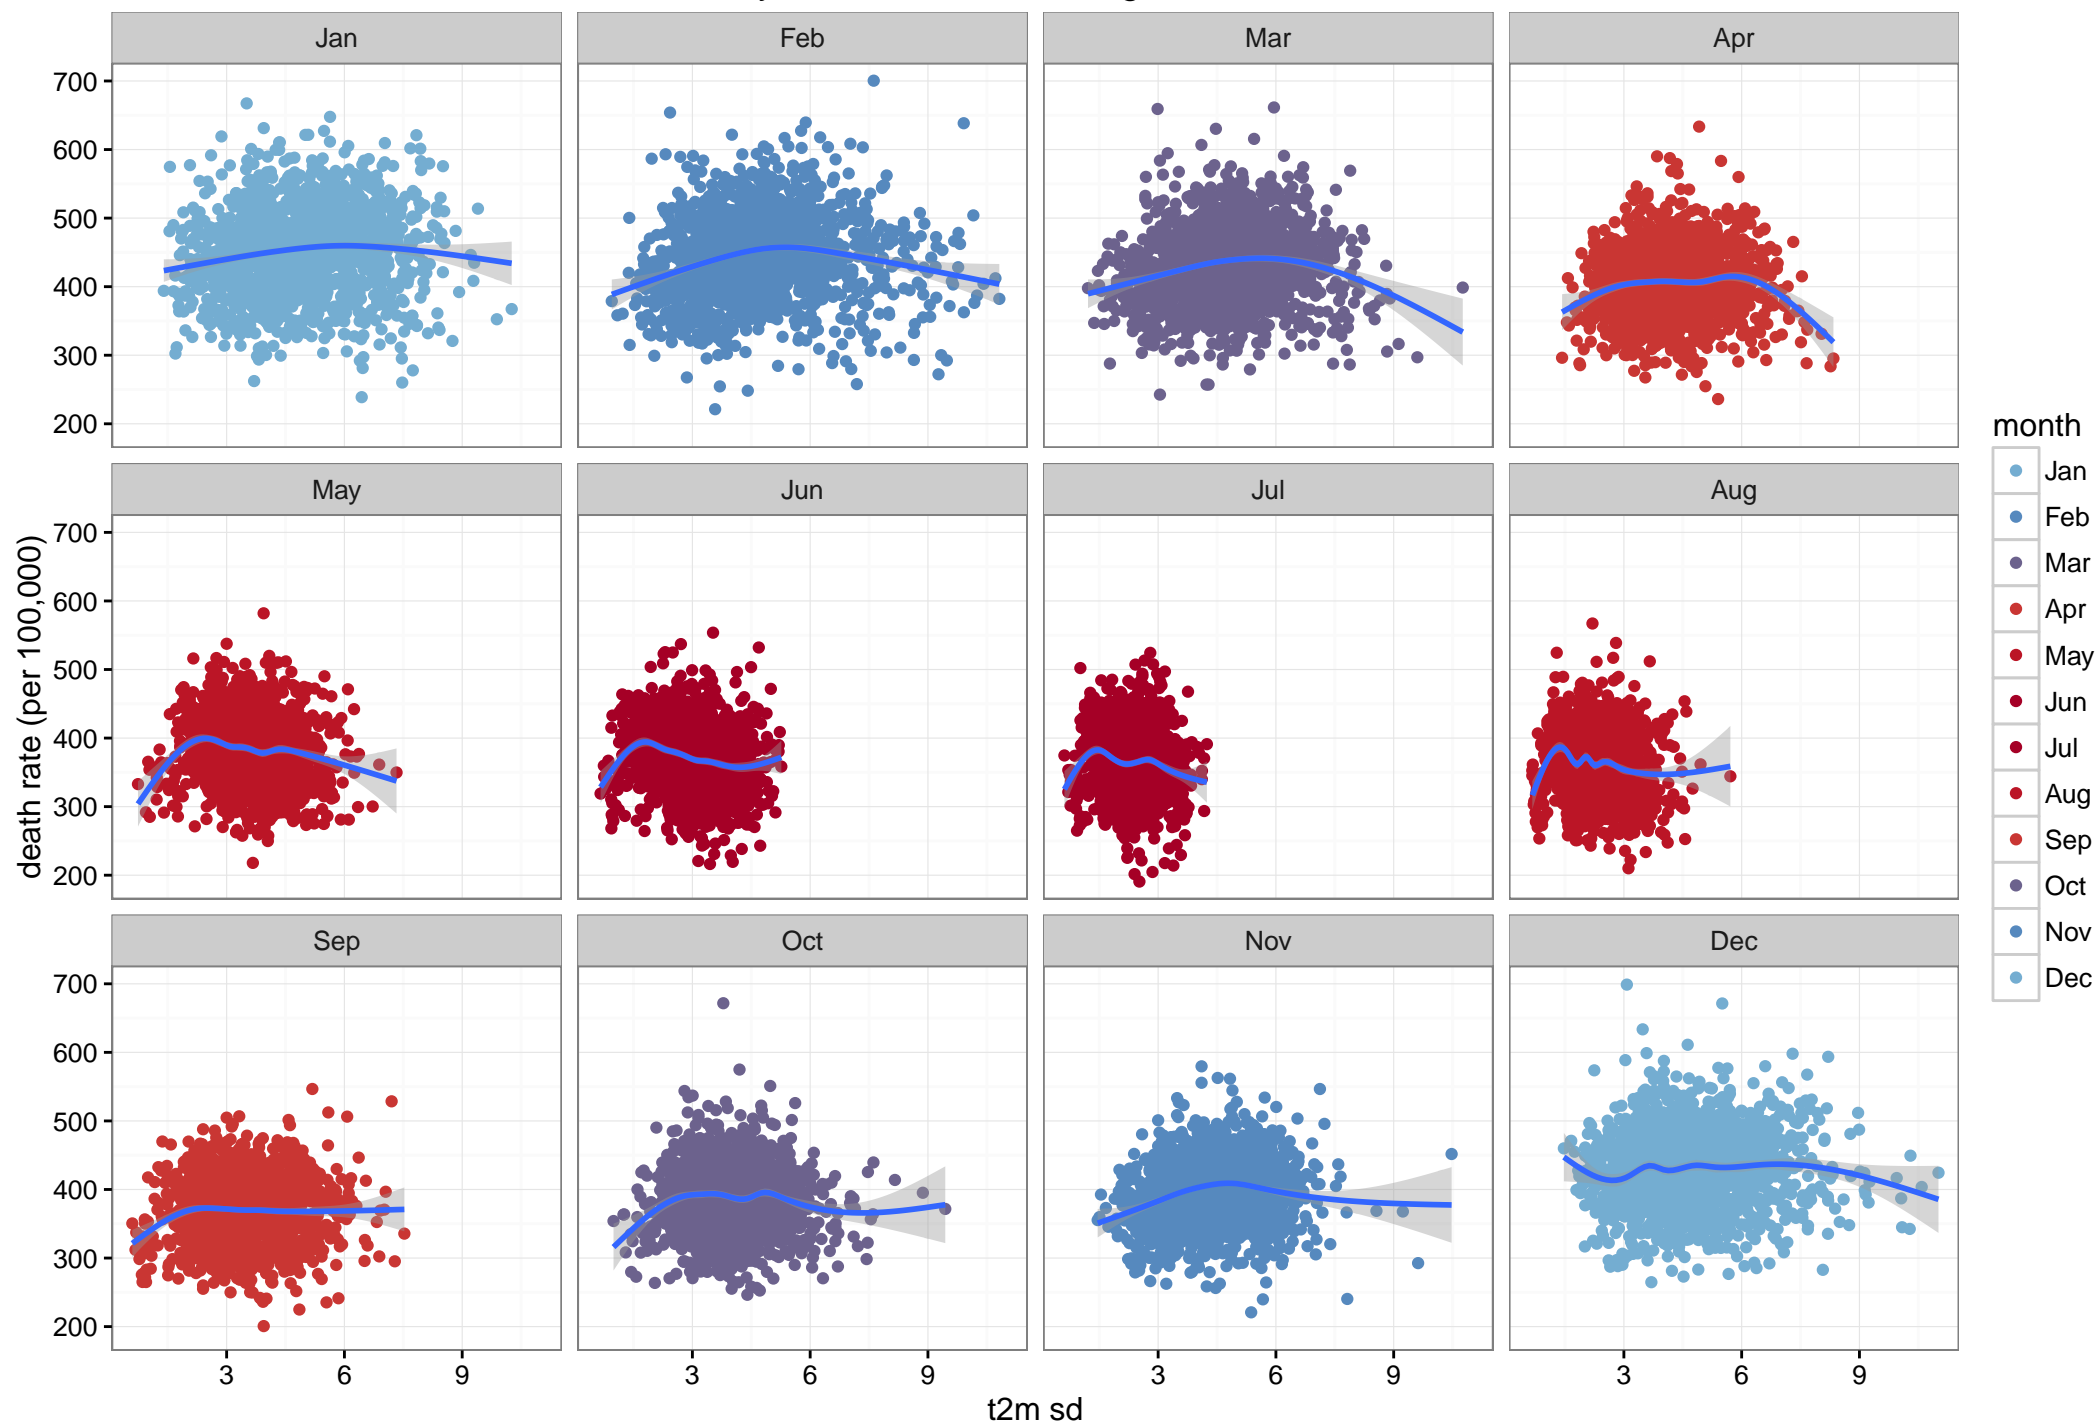 Jan Feb Mar Apr
700
600
500
400
300
200
May Jun Jul Aug
700
600
500
400
300
200
Sep Oct Nov Dec
700
600
500
400
300
200
3 6 9 3 6 9 3 6 9 3 6 9
t2m sd
death rate (per 100,000)
month
Jan
Feb
Mar
Apr
May
Jun
Jul
Aug
Sep
Oct
Nov
Dec